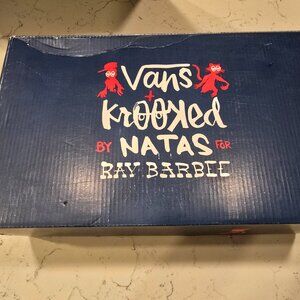 Vans
+
Krooked
BY NATAS FOR
RAY BARBEE